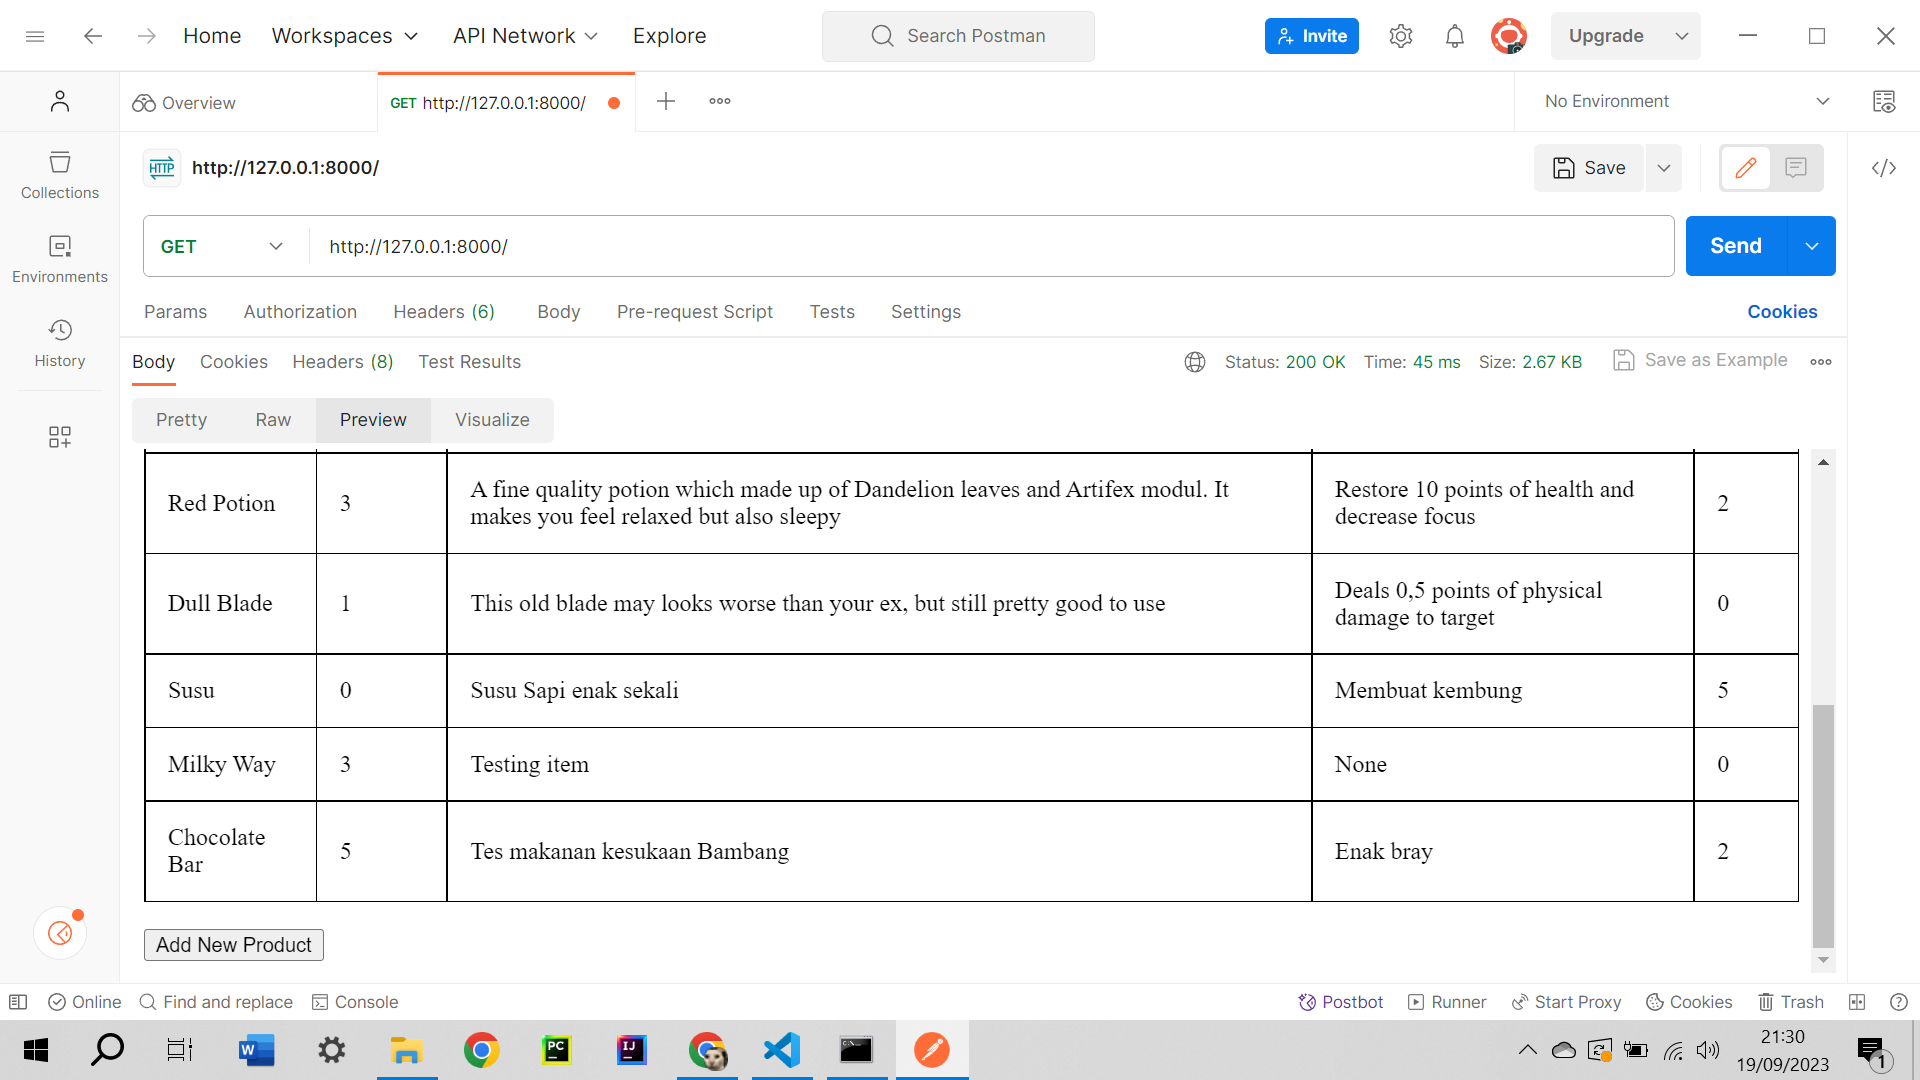 Home Workspaces API Network Explore Search Postman Invite Upgrade
Overview GET http://127.0.0.1:8000/ No Environment
HTTP http://127.0.0.1:8000/ Save
Collections
GET http://127.0.0.1:8000/ Send
Environments
Params Authorization Headers (6) Body Pre-request Script Tests Settings Cookies
History
Body Cookies Headers (8) Test Results Status: 200 OK Time: 45 ms Size: 2.67 KB Save as Example
Pretty Raw Preview Visualize
Red Potion 3 A fine quality potion which made up of Dandelion leaves and Artifex modul. It Restore 10 points of health and 2
makes you feel relaxed but also sleepy decrease focus
Dull Blade 1 This old blade may looks worse than your ex, but still pretty good to use Deals 0,5 points of physical 0
damage to target
Susu 0 Susu Sapi enak sekali Membuat kembung 5
Milky Way 3 Testing item None 0
Chocolate 5 Tes makanan kesukaan Bambang Enak bray 2
Bar
Add New Product
Online Find and replace Console Postbot Runner Start Proxy Cookies Trash
W PC IJ C:\
21:30
19/09/2023
1